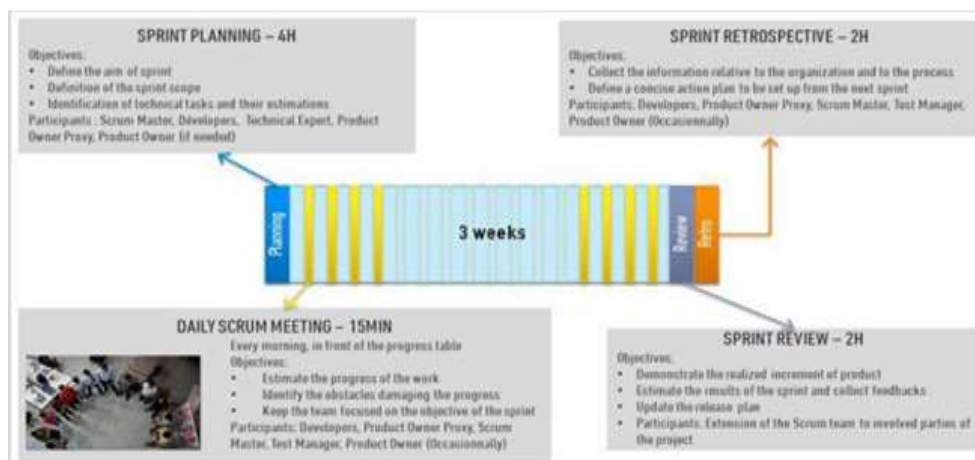 SPRINT PLANNING – 4H
Objectives:
• Define the aim of sprint
• Definition of the sprint scope
• Identification of technical tasks and their estimations
Participants : Scrum Master, Developers, Technical Expert, Product
Owner Proxy, Product Owner (if needed)
SPRINT RETROSPECTIVE – 2H
Objectives:
• Collect the information relative to the organization and to the process
• Define a concise action plan to be set up from the next sprint
Participants: Developers, Product Owner Proxy, Scrum Master, Test Manager,
Product Owner (Occasionnally)
Planning
3 weeks
Review
Retro
DAILY SCRUM MEETING – 15MIN
Every morning, in front of the progress table
Objectives:
• Estimate the progress of the work
• Identify the obstacles damaging the progress
• Keep the team focused on the objective of the sprint
Participants: Developers, Product Owner Proxy, Scrum
Master, Test Manager, Product Owner (Occasionnally)
SPRINT REVIEW – 2H
Objectives:
• Demonstrate the realized increment of product
• Estimate the results of the sprint and collect feedbacks
• Update the release plan
• Participants: Extension of the Scrum team to involved parties of
the project